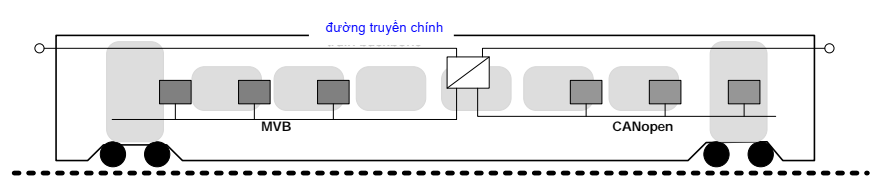 đường truyền chính
MVB
CANopen